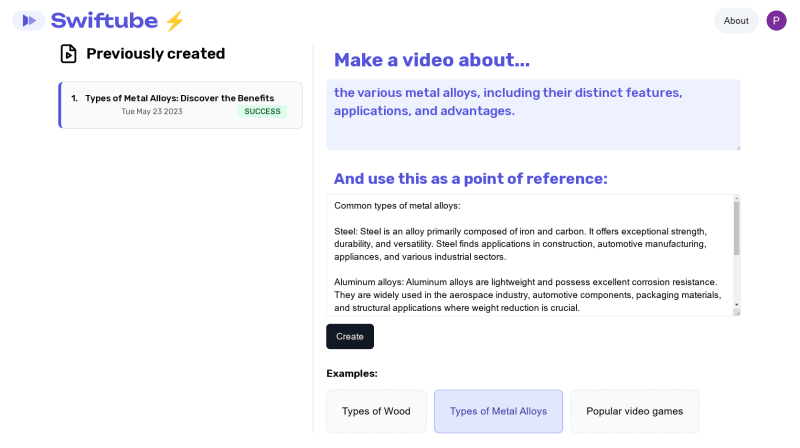 Swiftube ⚡
About
P
Previously created
1. Types of Metal Alloys: Discover the Benefits
Tue May 23 2023
SUCCESS
Make a video about...
the various metal alloys, including their distinct features,
applications, and advantages.
And use this as a point of reference:
Common types of metal alloys:
Steel: Steel is an alloy primarily composed of iron and carbon. It offers exceptional strength,
durability, and versatility. Steel finds applications in construction, automotive manufacturing,
appliances, and various industrial sectors.
Aluminum alloys: Aluminum alloys are lightweight and possess excellent corrosion resistance.
They are widely used in the aerospace industry, automotive components, packaging materials,
and structural applications where weight reduction is crucial.
Create
Examples:
Types of Wood
Types of Metal Alloys
Popular video games